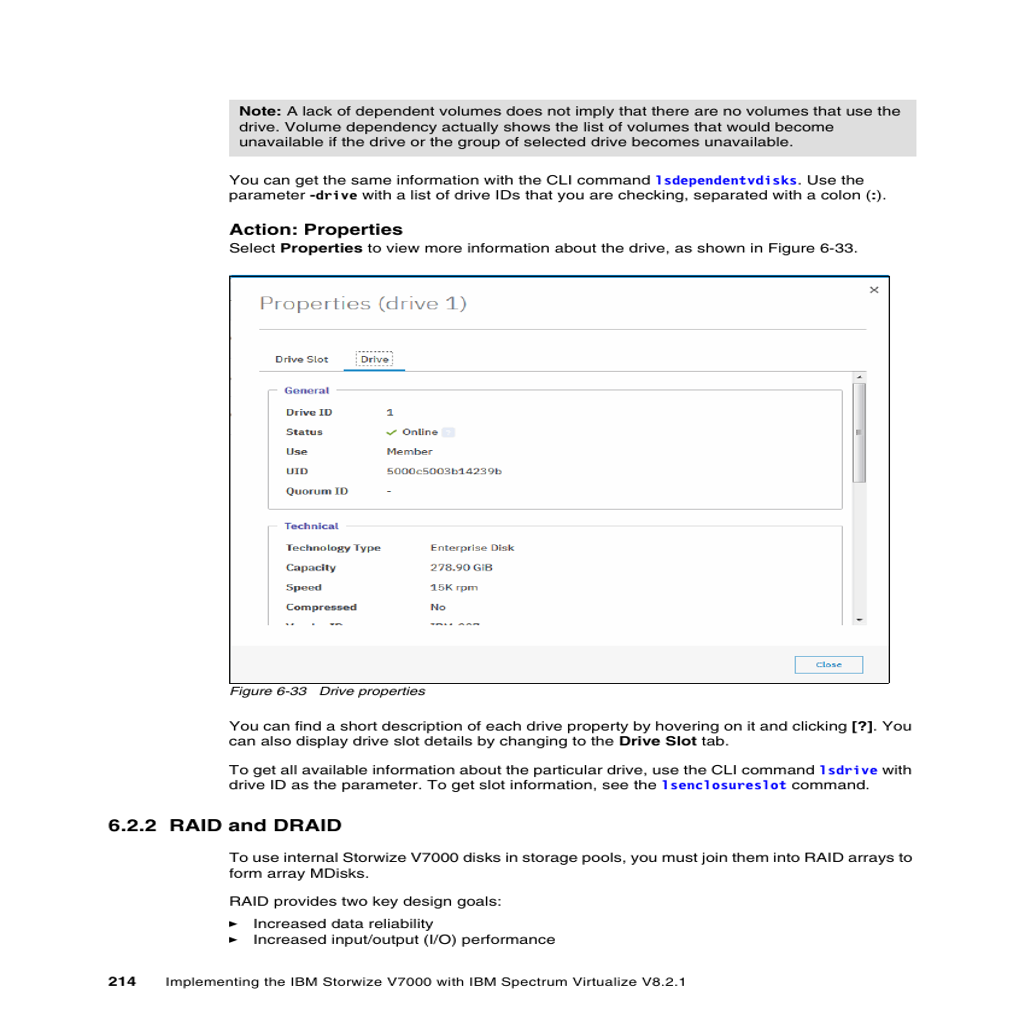 Note: A lack of dependent volumes does not imply that there are no volumes that use the
drive. Volume dependency actually shows the list of volumes that would become
unavailable if the drive or the group of selected drive becomes unavailable.
You can get the same information with the CLI command lsdependentvdisks. Use the
parameter -drive with a list of drive IDs that you are checking, separated with a colon (:).
Action: Properties
Select Properties to view more information about the drive, as shown in Figure 6-33.
Properties (drive 1)
Drive Slot Drive
General
Drive ID 1
Status Online
Use Member
UID 5000c5003b14239b
Quorum ID -
Technical
Technology Type Enterprise Disk
Capacity 278.90 GiB
Speed 15K rpm
Compressed No
Close
Figure 6-33 Drive properties
You can find a short description of each drive property by hovering on it and clicking [?]. You
can also display drive slot details by changing to the Drive Slot tab.
To get all available information about the particular drive, use the CLI command lsdrive with
drive ID as the parameter. To get slot information, see the lsenclosureslot command.
6.2.2 RAID and DRAID
To use internal Storwize V7000 disks in storage pools, you must join them into RAID arrays to
form array MDisks.
RAID provides two key design goals:
► Increased data reliability
► Increased input/output (I/O) performance
214 Implementing the IBM Storwize V7000 with IBM Spectrum Virtualize V8.2.1